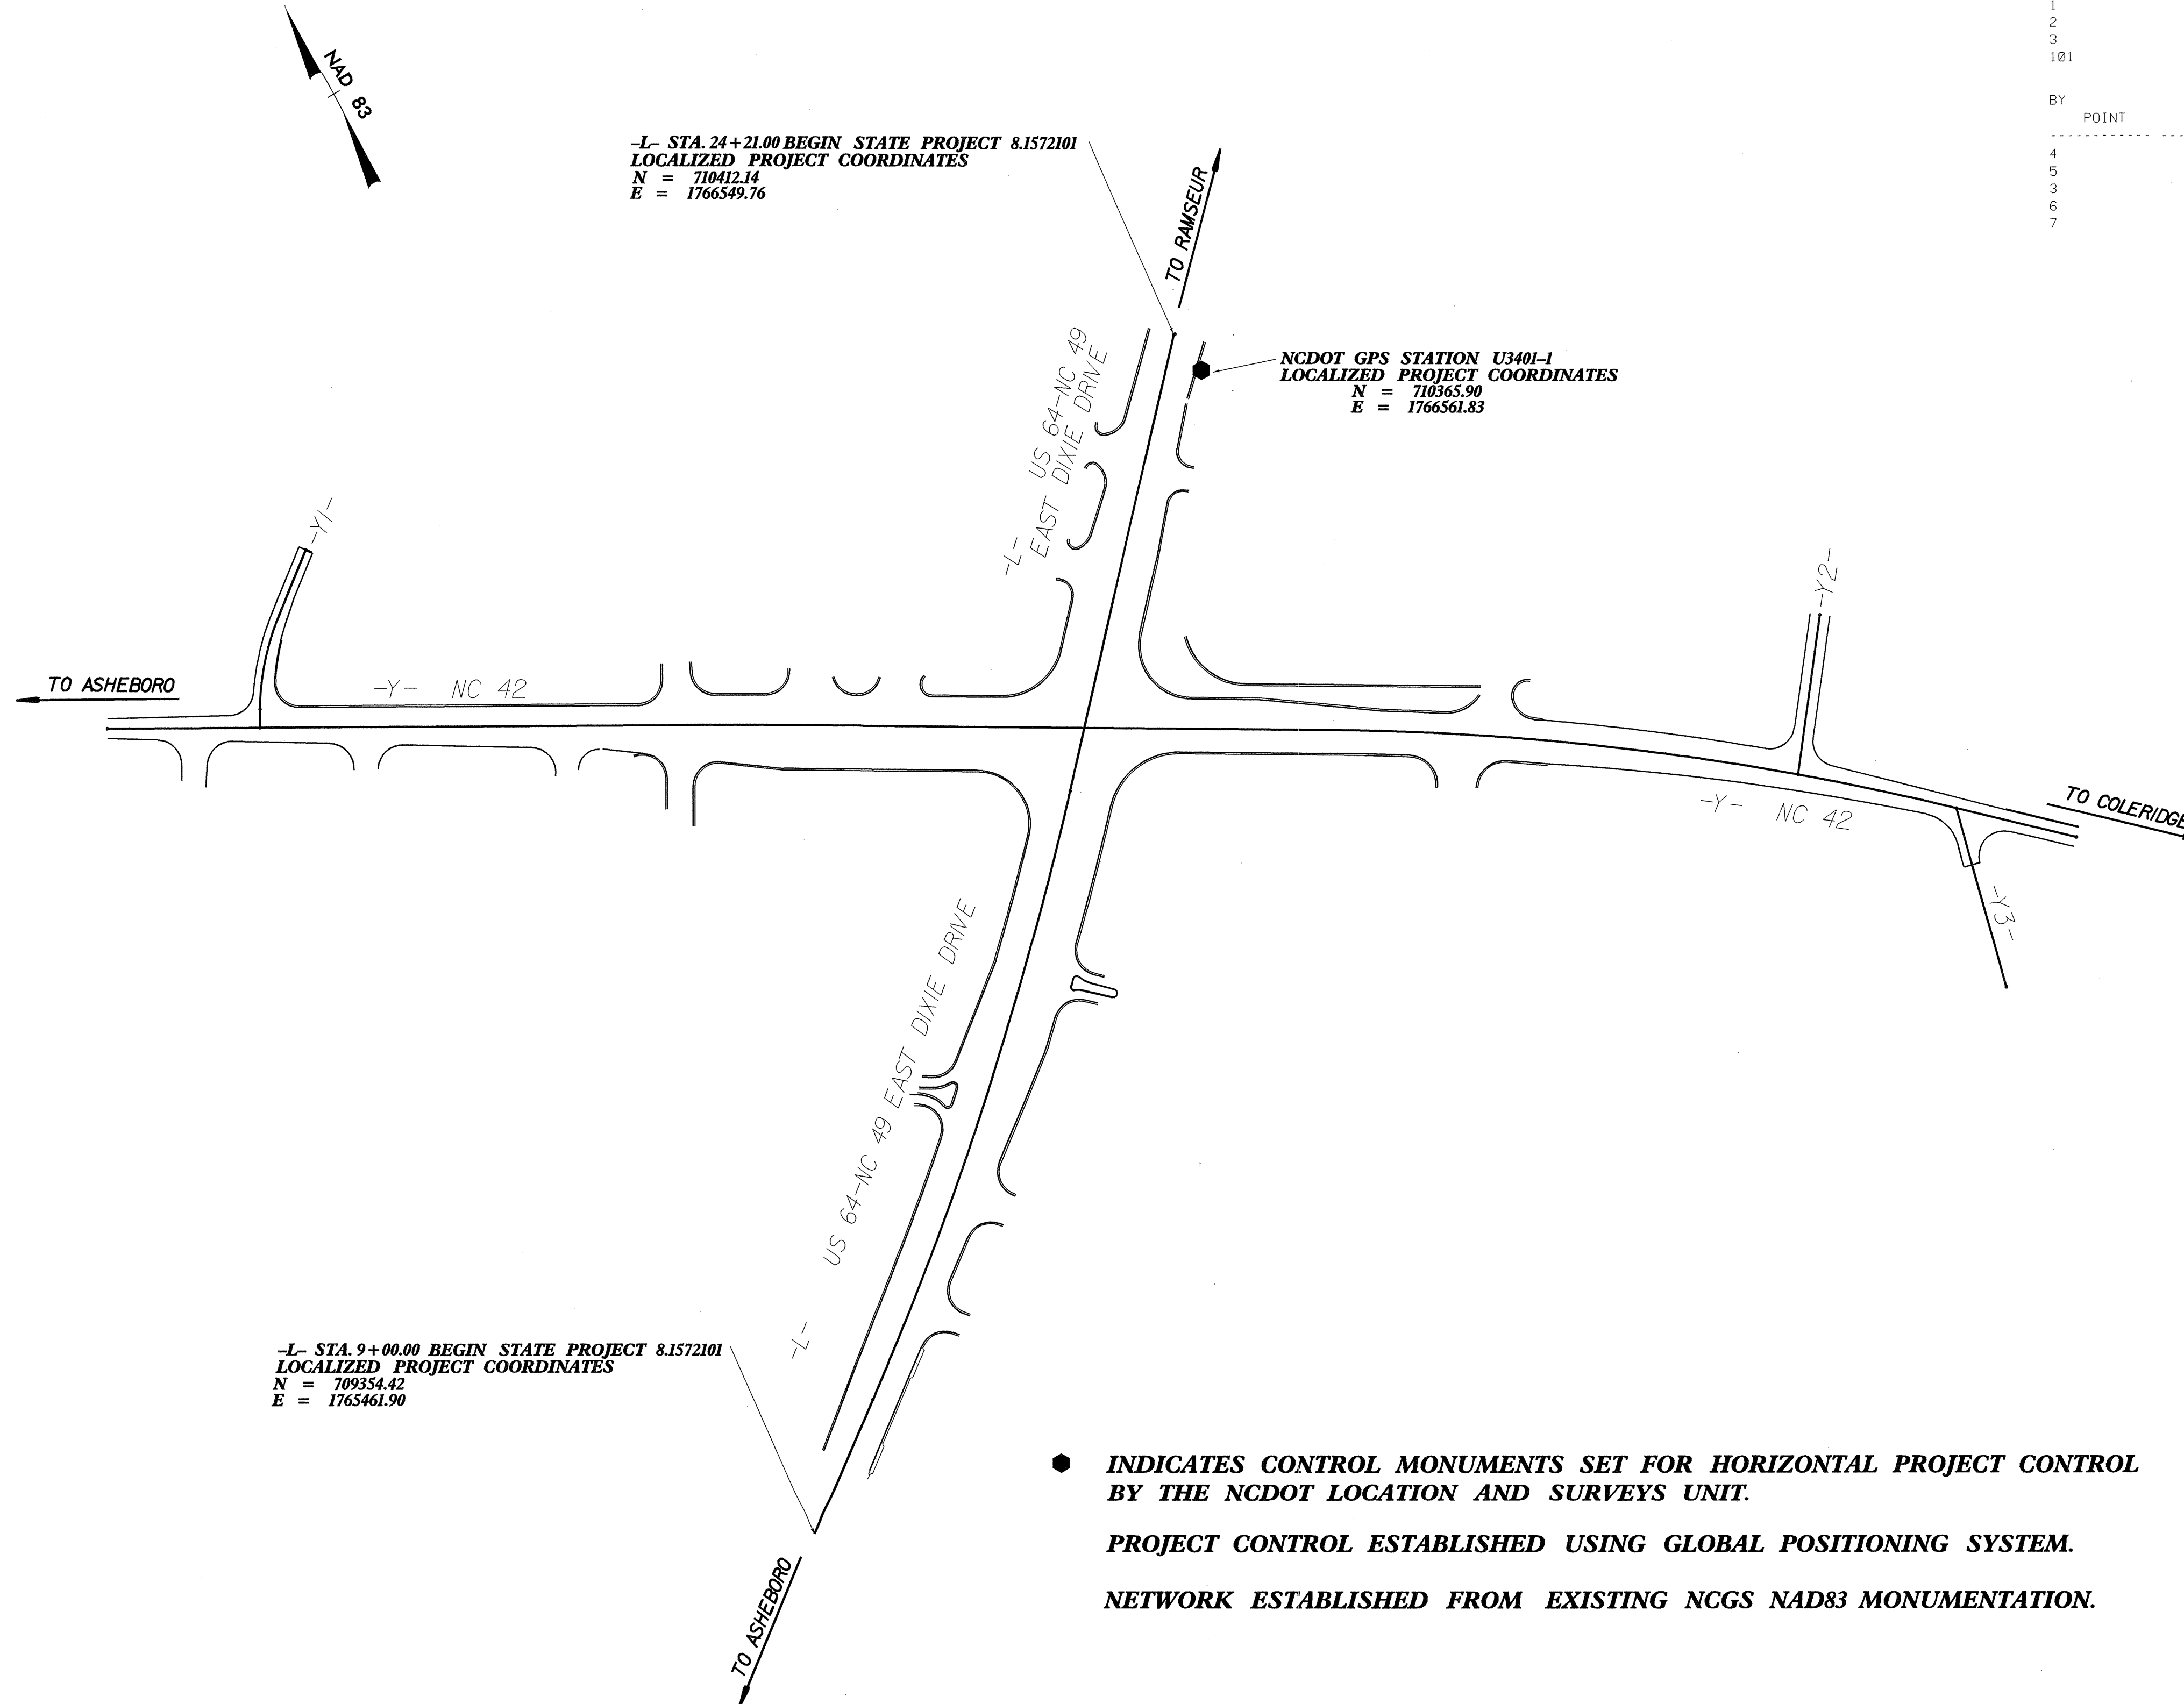 1
2
3
101
BY
POINT
4
5
3
6
7
NAD 83
-L- STA. 24+21.00 BEGIN STATE PROJECT 8.1572101
LOCALIZED PROJECT COORDINATES
N = 710412.14
E = 1766549.76
TO RAMSEUR
NCDOT GPS STATION U3401-1
LOCALIZED PROJECT COORDINATES
N = 710365.90
E = 1766561.83
US 64-NC 49
-L- EAST DIXIE DRIVE
-Y1-
-Y2-
TO ASHEBORO
-Y- NC 42
-Y- NC 42
TO COLERIDGE
-Y3-
-L- US 64-NC 49 EAST DIXIE DRIVE
-L- STA. 9+00.00 BEGIN STATE PROJECT 8.1572101
LOCALIZED PROJECT COORDINATES
N = 709354.42
E = 1765461.90
TO ASHEBORO
INDICATES CONTROL MONUMENTS SET FOR HORIZONTAL PROJECT CONTROL
BY THE NCDOT LOCATION AND SURVEYS UNIT.
PROJECT CONTROL ESTABLISHED USING GLOBAL POSITIONING SYSTEM.
NETWORK ESTABLISHED FROM EXISTING NCGS NAD83 MONUMENTATION.